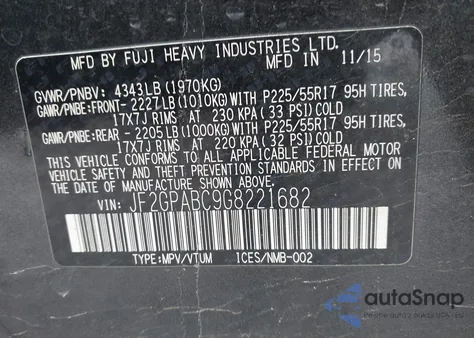 MFD BY FUJI HEAVY INDUSTRIES LTD. 11/15
GVWR/PNBV: 4343LB (1970KG)
GAWR/PNBE: FRONT- 2227LB (1010KG) WITH P225/55R17 95H TIRES,
17X7J RIMS AT 230 KPA (33 PSI) COLD
GAWR/PNBE: REAR - 2205LB (1000KG) WITH P225/55R17 95H TIRES,
17X7J RIMS AT 220 KPA (32 PSI) COLD
THIS VEHICLE CONFORMS TO ALL APPLICABLE FEDERAL MOTOR
VEHICLE SAFETY, BUMPER, AND THEFT PREVENTION STANDARDS
IN EFFECT ON THE DATE OF MANUFACTURE SHOWN ABOVE.
VIN: JF2GPABC9G8221682
TYPE: MPV/VTUM ICES/NMB-002
autoSnap